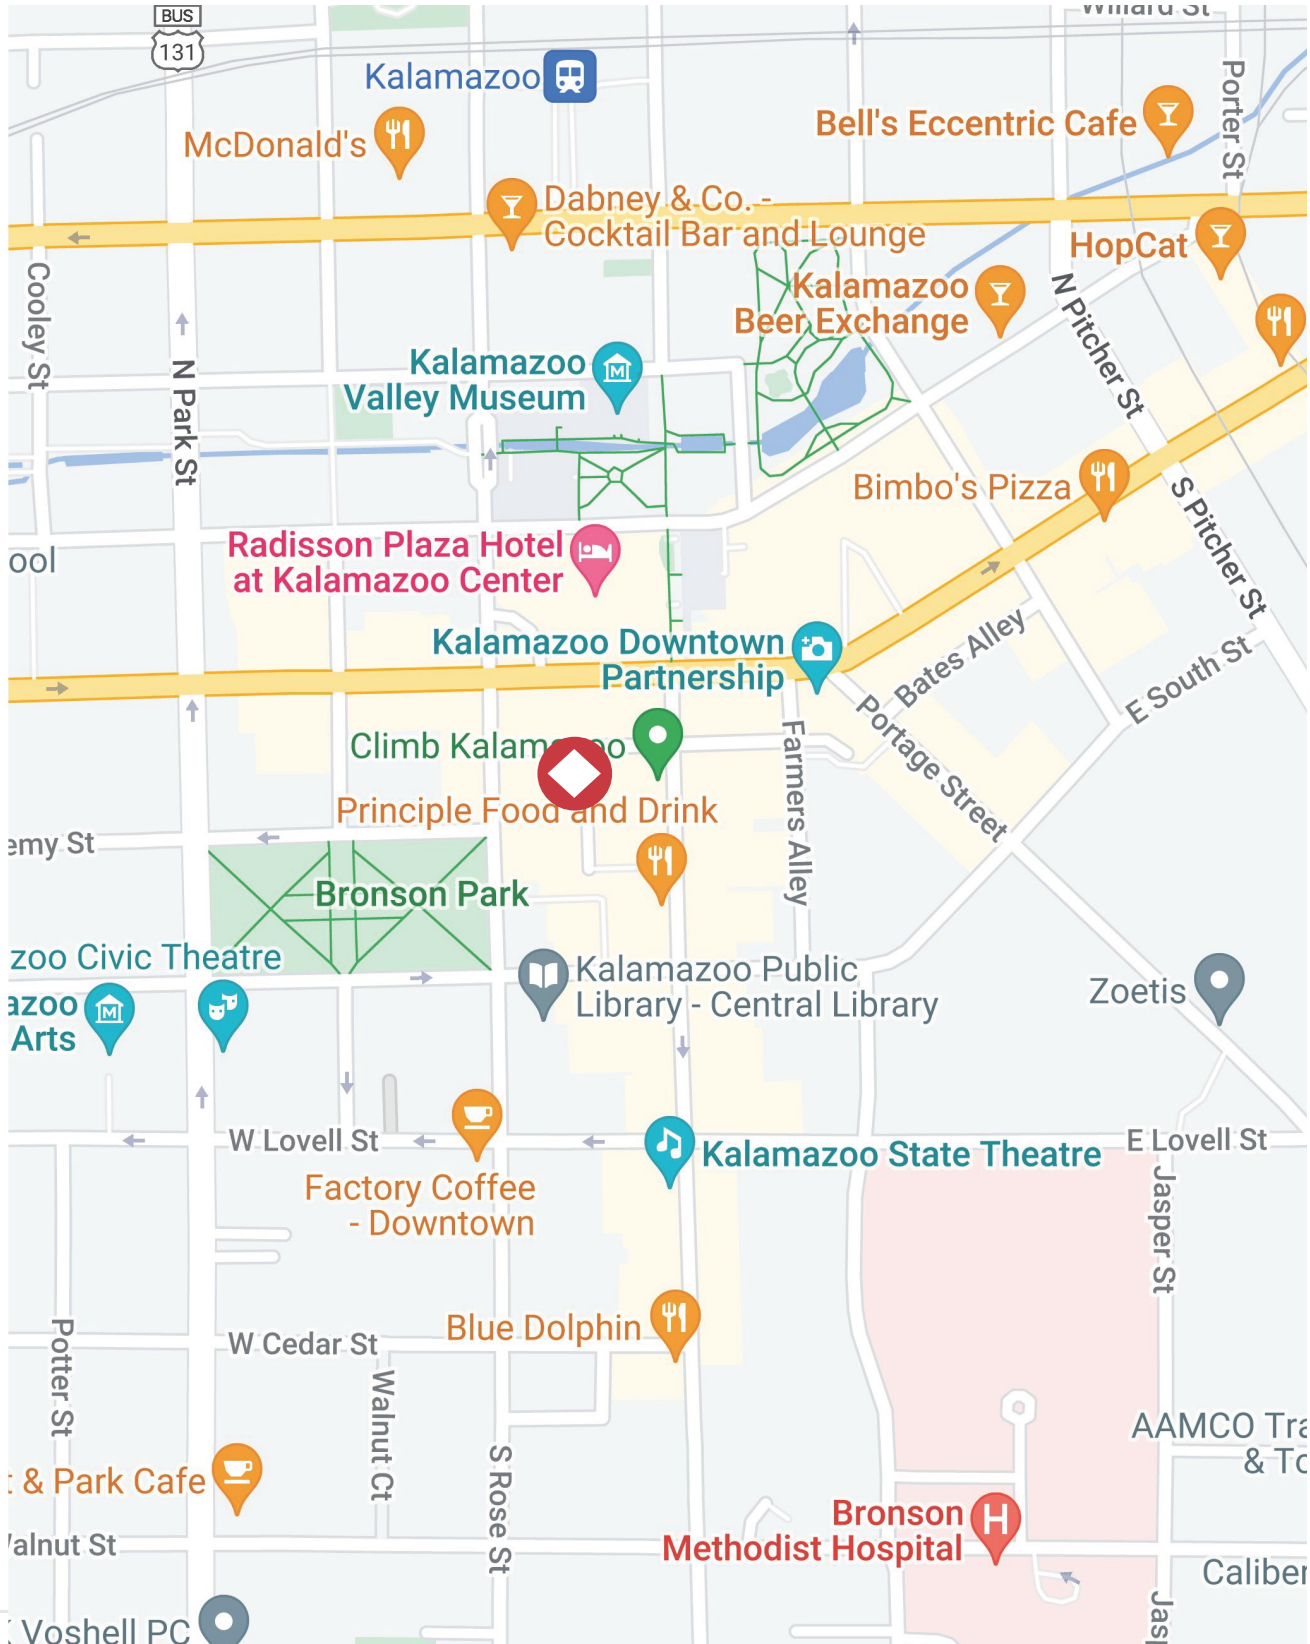 BUS
131
Willard St
Kalamazoo
Porter St
McDonald's
Bell's Eccentric Cafe
Dabney & Co. -
Cocktail Bar and Lounge
HopCat
Cooley St
N Park St
Kalamazoo
Beer Exchange
N Pitcher St
Kalamazoo
Valley Museum
Bimbo's Pizza
S Pitcher St
ool
Radisson Plaza Hotel
at Kalamazoo Center
Kalamazoo Downtown
Partnership
Bates Alley
E South St
Portage Street
Farmers Alley
Climb Kalamazoo
Principle Food and Drink
emy St
Bronson Park
zoo Civic Theatre
azoo
Arts
Kalamazoo Public
Library - Central Library
Zoetis
W Lovell St
Kalamazoo State Theatre
E Lovell St
Factory Coffee
- Downtown
Jasper St
Potter St
W Cedar St
Blue Dolphin
Walnut Ct
S Rose St
AAMCO Tra
& To
t & Park Cafe
Bronson
Methodist Hospital
H
alnut St
Caliber
Voshell PC
Jas